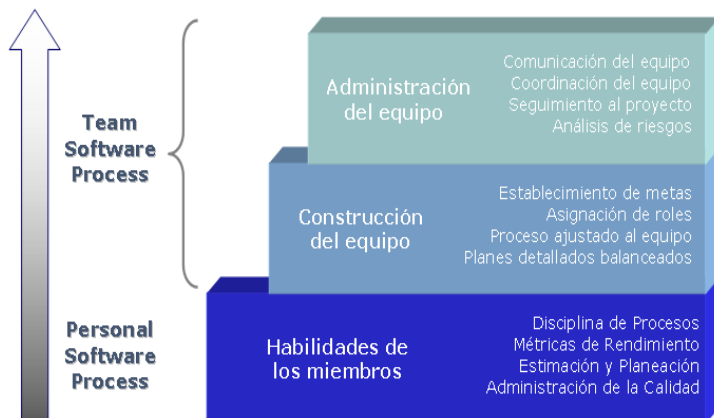 Team
Software
Process
Administración
del equipo
Comunicación del equipo
Coordinación del equipo
Seguimiento al proyecto
Análisis de riesgos
Construcción
del equipo
Establecimiento de metas
Asignación de roles
Proceso ajustado al equipo
Planes detallados balanceados
Personal
Software
Process
Habilidades de
los miembros
Disciplina de Procesos
Métricas de Rendimiento
Estimación y Planeación
Administración de la Calidad